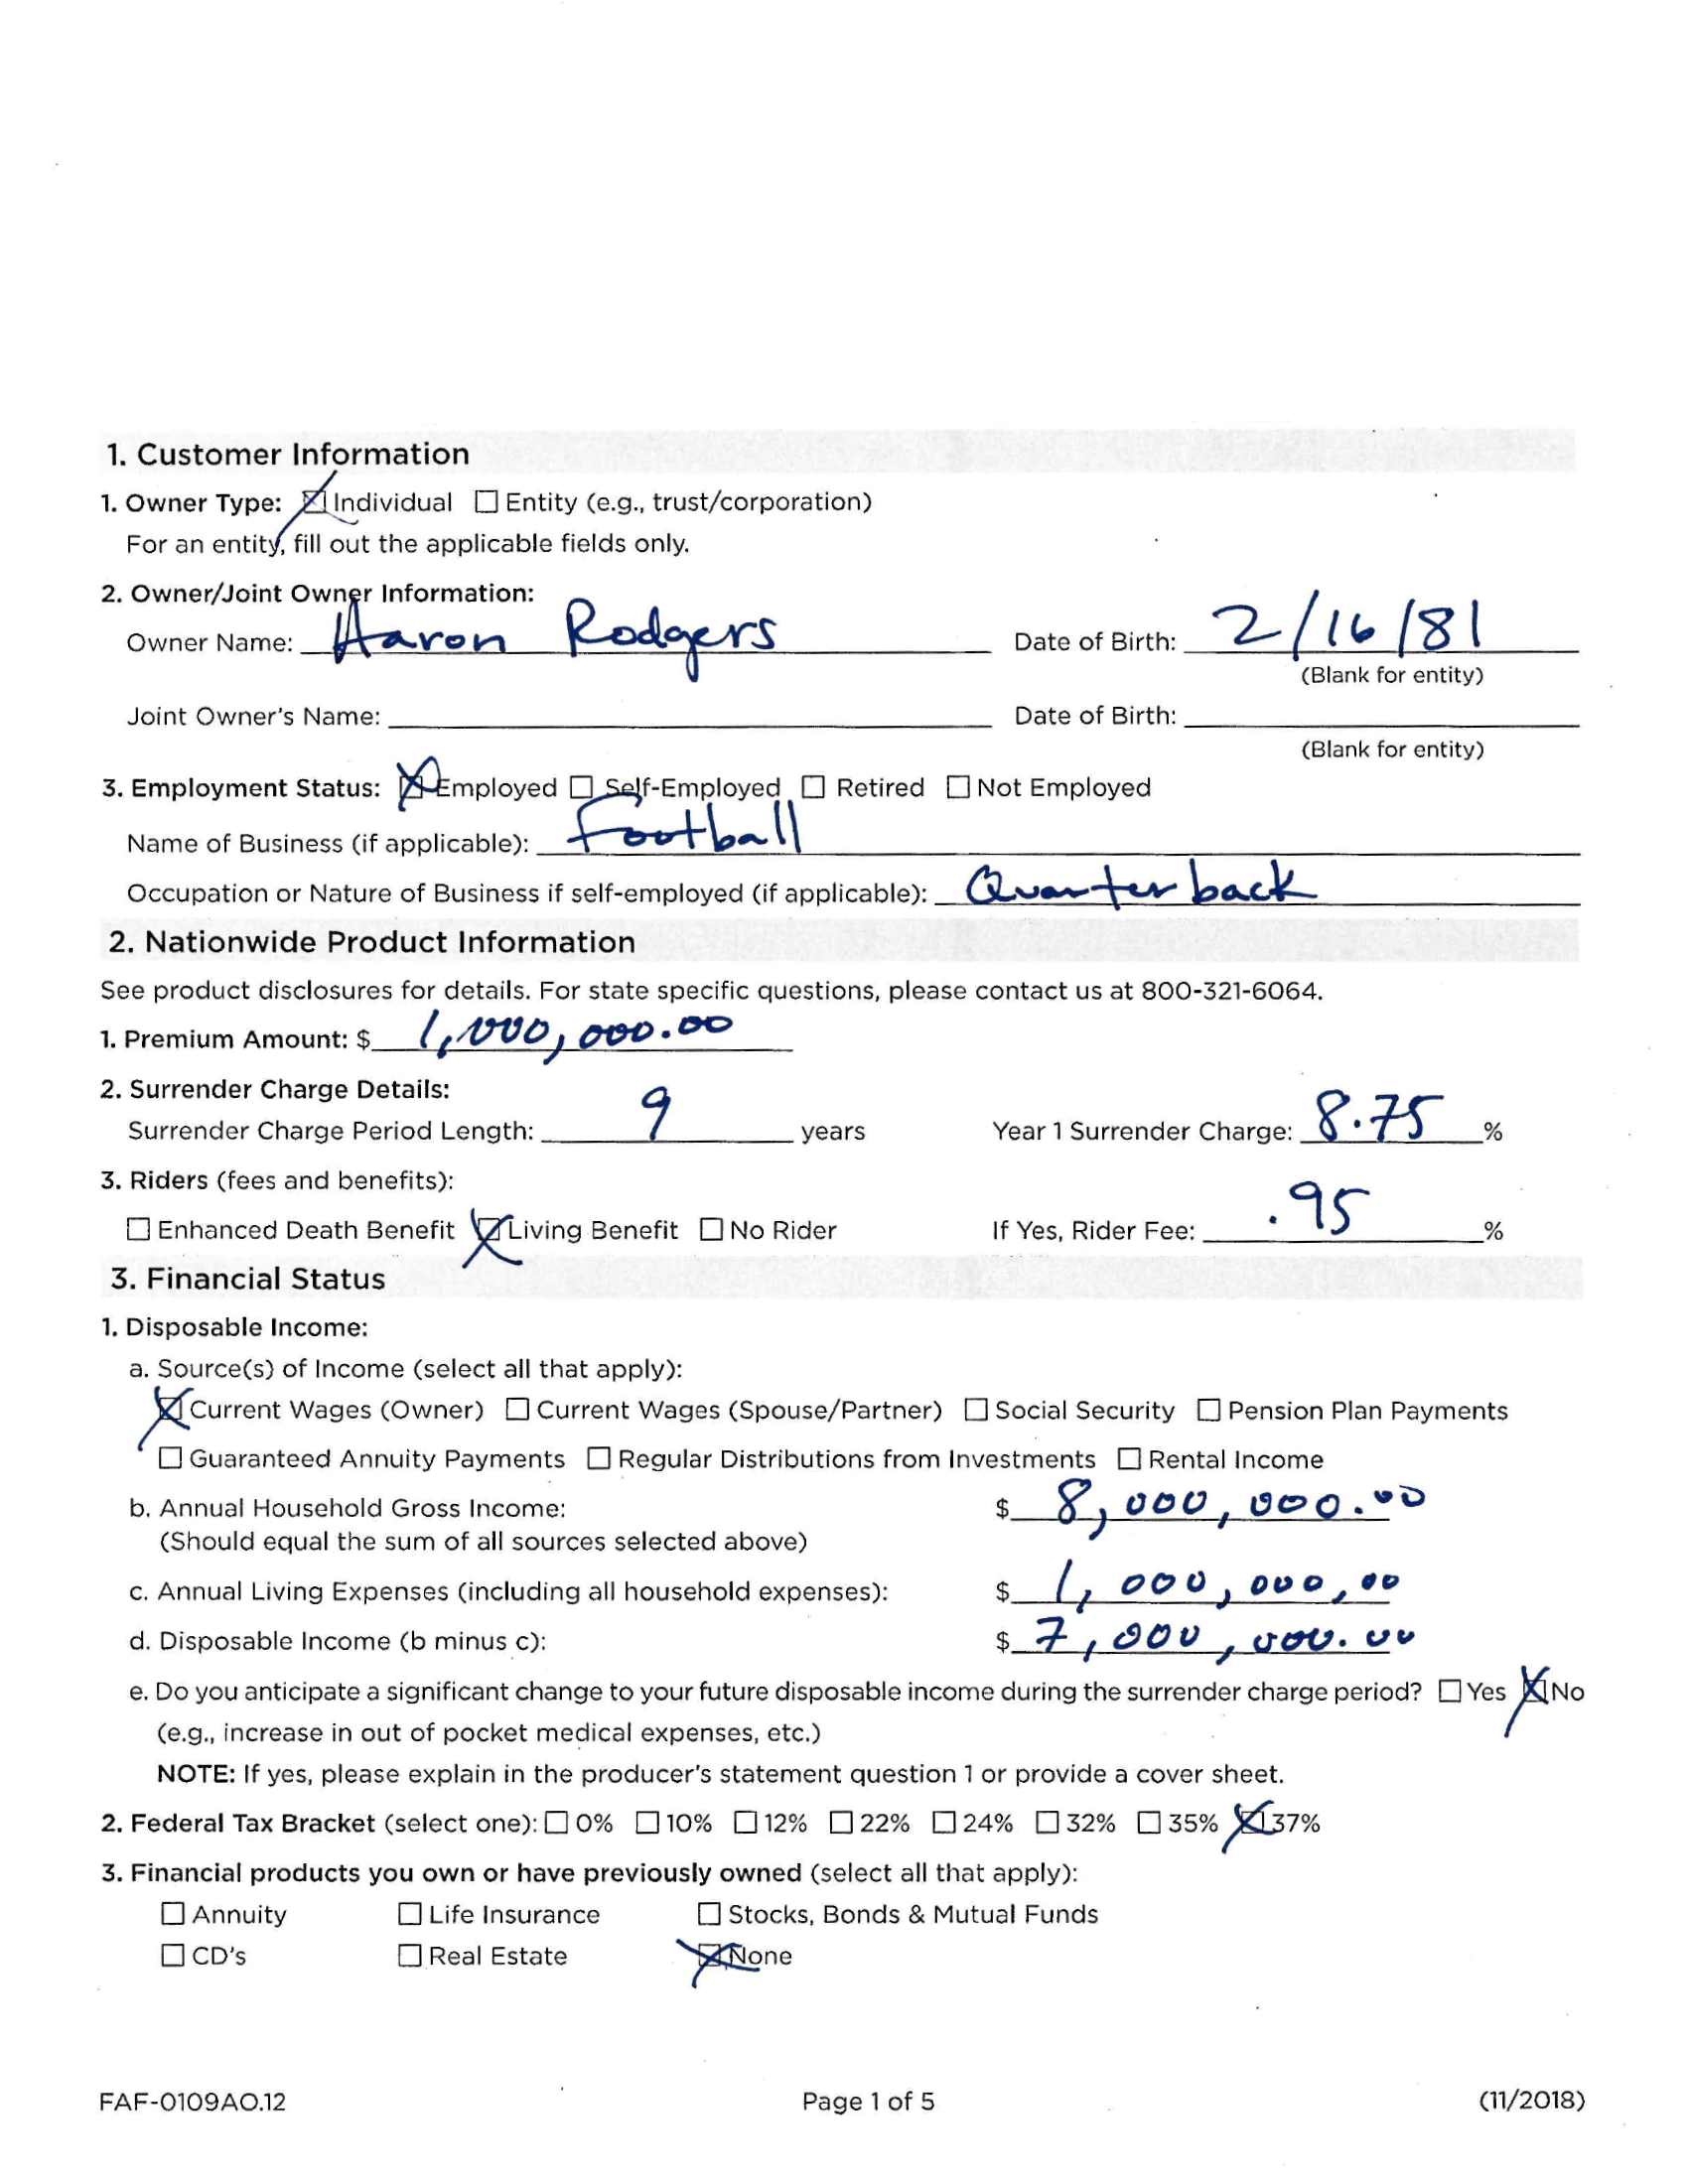 1. Customer Information
1. Owner Type: ☒ Individual ☐ Entity (e.g., trust/corporation)
For an entity, fill out the applicable fields only.
2. Owner/Joint Owner Information:
Owner Name: Aaron Rodgers Date of Birth: 2/16/81
(Blank for entity)
Joint Owner's Name: Date of Birth:
(Blank for entity)
3. Employment Status: ☒ Employed ☐ Self-Employed ☐ Retired ☐ Not Employed
Name of Business (if applicable): Football
Occupation or Nature of Business if self-employed (if applicable): Quarterback
2. Nationwide Product Information
See product disclosures for details. For state specific questions, please contact us at 800-321-6064.
1. Premium Amount: $ 1,000,000.00
2. Surrender Charge Details:
Surrender Charge Period Length: 9 years Year 1 Surrender Charge: 8.75 %
3. Riders (fees and benefits):
☐ Enhanced Death Benefit ☒ Living Benefit ☐ No Rider If Yes, Rider Fee: .95 %
3. Financial Status
1. Disposable Income:
a. Source(s) of Income (select all that apply):
☒ Current Wages (Owner) ☐ Current Wages (Spouse/Partner) ☐ Social Security ☐ Pension Plan Payments
☐ Guaranteed Annuity Payments ☐ Regular Distributions from Investments ☐ Rental Income
b. Annual Household Gross Income: $ 8,000,000.00
(Should equal the sum of all sources selected above)
c. Annual Living Expenses (including all household expenses): $ 1,000,000,00
d. Disposable Income (b minus c): $ 7,000,000.00
e. Do you anticipate a significant change to your future disposable income during the surrender charge period? ☐ Yes ☒ No
(e.g., increase in out of pocket medical expenses, etc.)
NOTE: If yes, please explain in the producer's statement question 1 or provide a cover sheet.
2. Federal Tax Bracket (select one): ☐ 0% ☐ 10% ☐ 12% ☐ 22% ☐ 24% ☐ 32% ☐ 35% ☒ 37%
3. Financial products you own or have previously owned (select all that apply):
☐ Annuity ☐ Life Insurance ☐ Stocks, Bonds & Mutual Funds
☐ CD's ☐ Real Estate ☒ None
FAF-0109AO.12 Page 1 of 5 (11/2018)